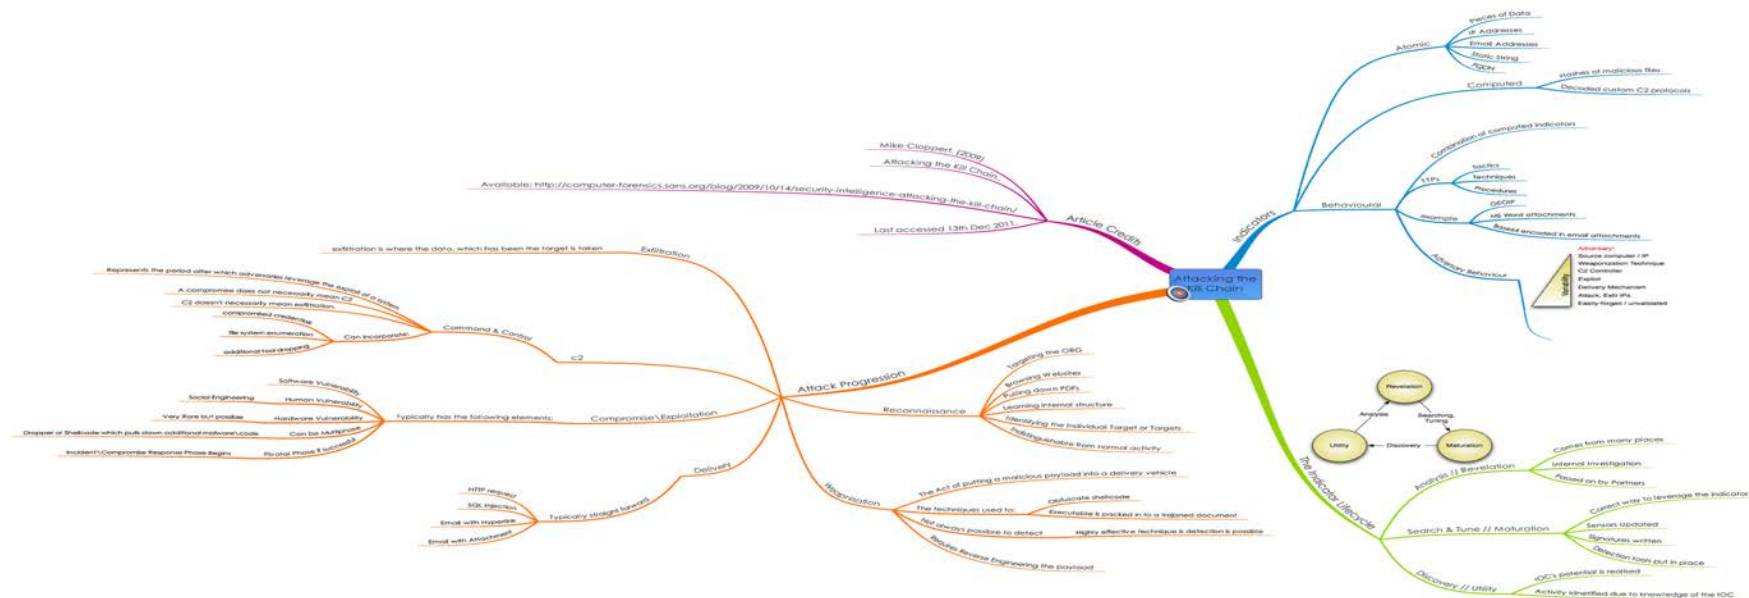 Attacking the
Kill Chain
Indicators
Atomic
Pieces of Data
IP Addresses
Email Addresses
Static String
FQDN
Computed
Hashes of malicious files
Decoded custom C2 protocols
Behavioural
Combination of computed indicators
TTPs
Tactics
Techniques
Procedures
example
GEOIP
MS Word attachments
Base64 encoded in email attachments
Adversary Behaviour
Adversary:
Source computer / IP
Weaponization Technique
C2 Controller
Exploit
Delivery Mechanism
Attack, Exfil IPs
Easily-forged / unvalidated
Variability
The Indicator Lifecycle
Revelation
Analysis
Searching,
Tuning
Utility
Discovery
Maturation
Analysis // Revelation
Comes from many places
Internal Investigation
Passed on by Partners
Search & Tune // Maturation
Correct way to leverage the indicator
Sensors Updated
Signatures written
Detection tools put in place
Discovery // Utility
IOC's potential is realised
Activity identified due to knowledge of the IOC
Article Credits
Mike Cloppert. (2009)
Attacking the Kill Chain.
Available: http://computer-forensics.sans.org/blog/2009/10/14/security-intelligence-attacking-the-kill-chain/
Last accessed 13th Dec 2011.
Attack Progression
Reconnaissance
Targeting the ORG
Browsing Websites
Pulling down PDFs
Learning internal structure
Identifying the Individual Target or Targets
Indistinguishable from normal activity
Weaponisation
The Act of putting a malicious payload into a delivery vehicle
The techniques used to:
Obfuscate shellcode
Executable is packed in to a trojaned document
Not always possible to detect
Highly effective technique is detection is possible
Requires Reverse Engineering the payload
Delivery
Typically straight forward
HTTP request
SQL Injection
Email with Hyperlink
Email with Attachment
Compromise\Exploitation
Typically has the following elements:
Software Vulnerability
Human Vulnerability
Social Engineering
Hardware Vulnerability
Very Rare but possible
Can be Multiphase
Dropper or Shellcode which pulls down additional malware\code
Pivotal Phase if successful
Incident\Compromise Response Phase Begins
C2
Command & Control
Represents the period after which adversaries leverage the exploit of a system
A compromise does not necessarily mean C2
C2 doesn't necessarily mean exfiltration.
Can incorporate:
compromised credentials
file system enumeration
additional tool dropping
Exfiltration
exfiltration is where the data, which has been the target is taken